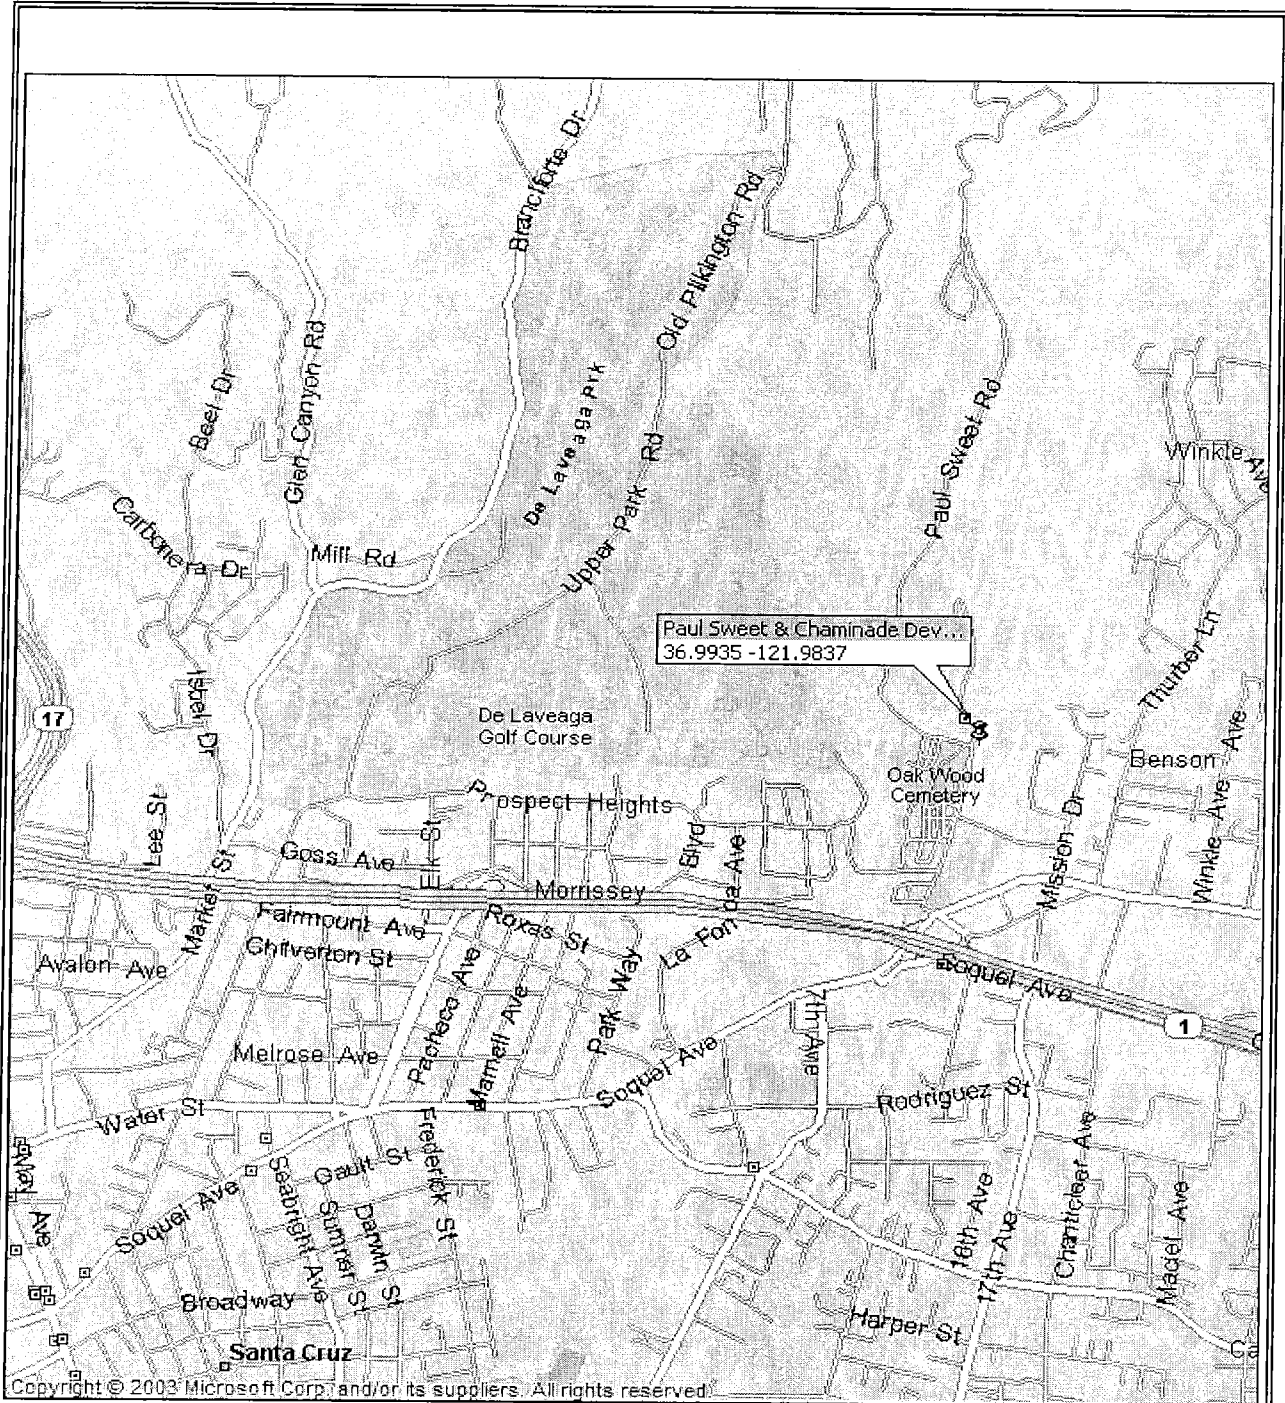 Branciforte Dr
Old Pilkington Rd
Glen Canyon Rd
Beel Dr
De Laveaga Prk
Upper Park Rd
Paul Sweet Rd
Winkle Ave
Carbonera Dr
Mill Rd
Paul Sweet & Chaminade Dev...
36.9935 -121.9837
Thurber Ln
Isbel Dr
17
De Laveaga
Golf Course
Benson Ave
Oak Wood
Cemetery
Prospect Heights
Lee St
Elk St
Blvd
Mission Dr
Winkle Ave
Goss Ave
Market St
Morrissey
La Fonda Ave
Fairmount Ave
Roxas St
Chilverton St
Avalon Ave
Park Way
Soquel Ave
1
Pacheco Ave
Marnell Ave
7th Ave
Melrose Ave
Soquel Ave
Rodriguez St
Water St
Frederick St
Gault St
Chanticleer Ave
Soquel Ave
Seabright Ave
Sumner St
Darwin St
16th Ave
17th Ave
Maciel Ave
Ave
Broadway
Harper St
Ca
Santa Cruz
Copyright © 2003 Microsoft Corp. and/or its suppliers. All rights reserved.